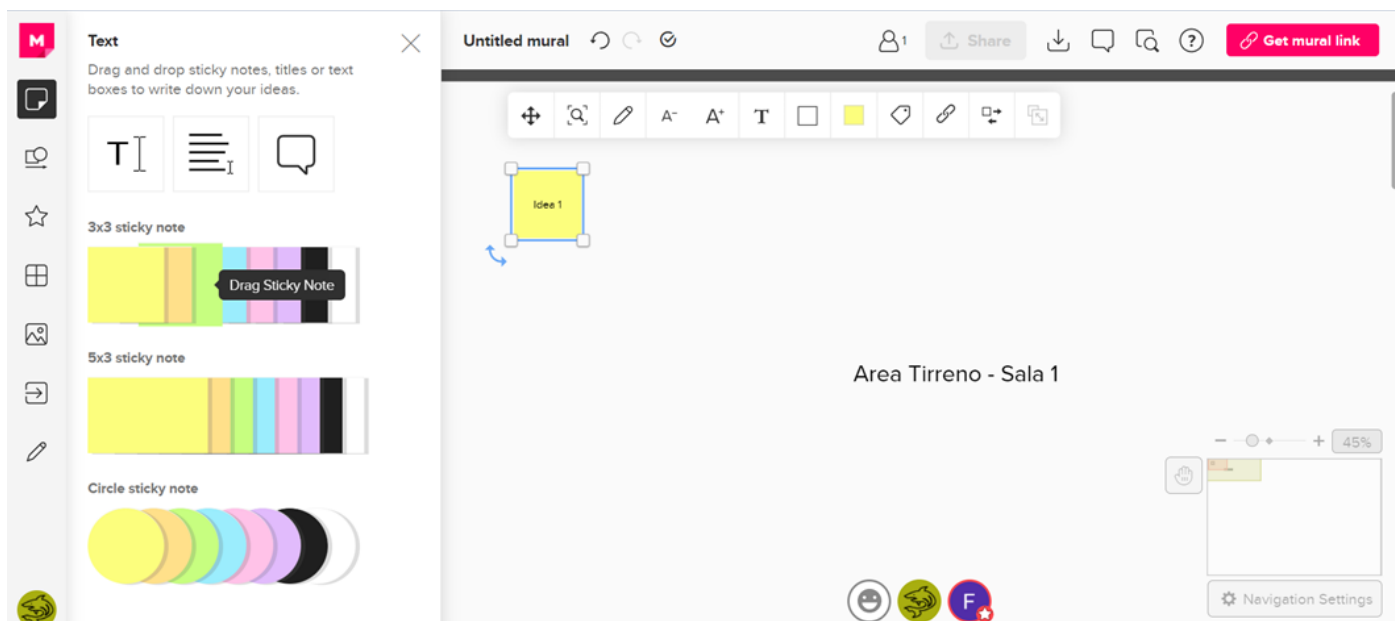 M
Text
Drag and drop sticky notes, titles or text
boxes to write down your ideas.
T
3x3 sticky note
Drag Sticky Note
5x3 sticky note
Circle sticky note
Untitled mural
1
Share
?
Get mural link
A-
A+
T
Idea 1
Area Tirreno - Sala 1
45%
Navigation Settings
F